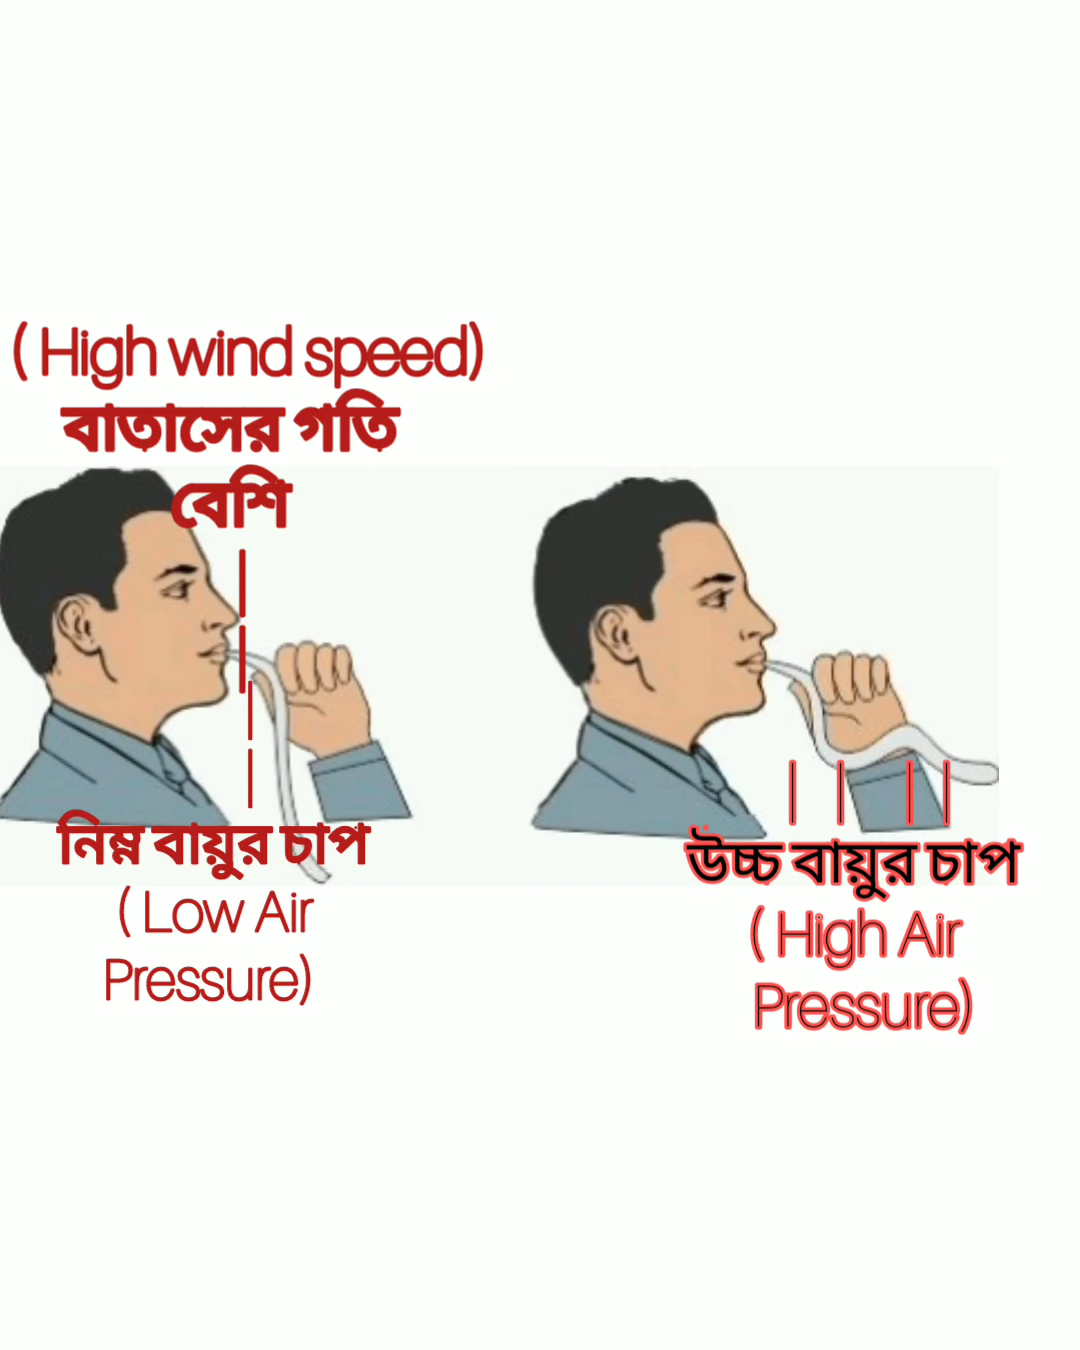 ( High wind speed)
বাতাসের গতি
বেশি
নিম্ন বায়ুর চাপ
( Low Air
Pressure)
উচ্চ বায়ুর চাপ
( High Air
Pressure)